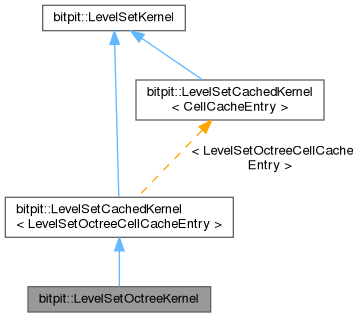 bitpit::LevelSetKernel
bitpit::LevelSetCachedKernel
< CellCacheEntry >
< LevelSetOctreeCellCache
Entry >
bitpit::LevelSetCachedKernel
< LevelSetOctreeCellCacheEntry >
bitpit::LevelSetOctreeKernel